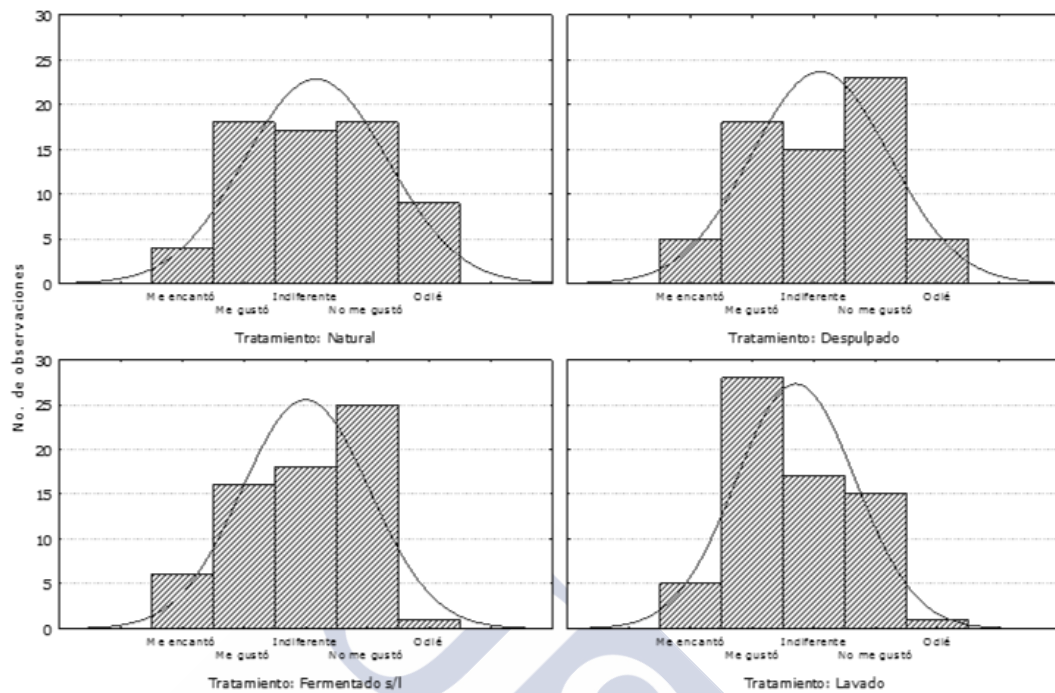 No. de observaciones
30
25
20
15
10
5
0
Me encantó Indiferente Odié
Me gustó No me gustó
Tratamiento: Natural
Me encantó Indiferente Odié
Me gustó No me gustó
Tratamiento: Despulpado
30
25
20
15
10
5
0
Me encantó Indiferente Odié
Me gustó No me gustó
Tratamiento: Fermentado s/l
Me encantó Indiferente Odié
Me gustó No me gustó
Tratamiento: Lavado